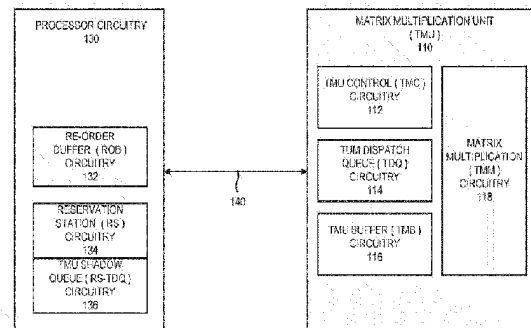 PROCESSOR CIRCUITRY
130
RE-ORDER
BUFFER (ROB)
CIRCUITRY
132
RESERVATION
STATION (RS)
CIRCUITRY
134
TMU SHADOW
QUEUE (RS-TDQ)
CIRCUITRY
136
140
MATRIX MULTIPLICATION UNIT
(TMU)
110
TMU CONTROL (TMC)
CIRCUITRY
112
TUM DISPATCH
QUEUE (TDQ)
CIRCUITRY
114
TMU BUFFER (TMB)
CIRCUITRY
116
MATRIX
MULTIPLICATION
(TMM)
CIRCUITRY
118